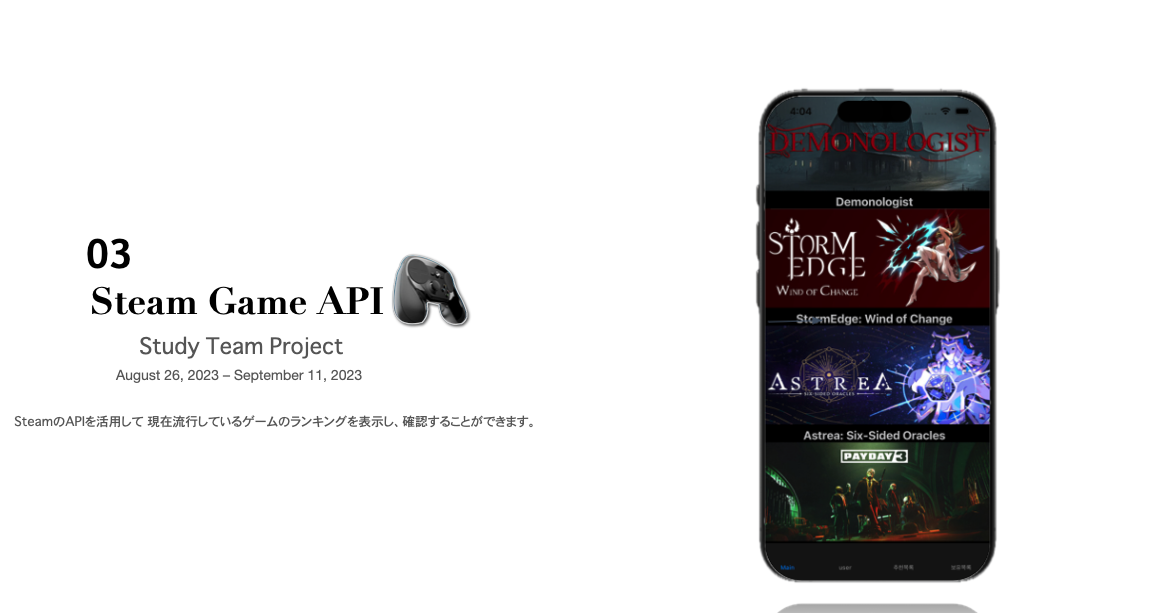 03
Steam Game API
Study Team Project
August 26, 2023 – September 11, 2023
SteamのAPIを活用して 現在流行しているゲームのランキングを表示し、確認することができます。
4:04
DEMONOLOGIST
Demonologist
STORM
EDGE
WIND OF CHANGE
StormEdge: Wind of Change
ASTREA
SIX-SIDED ORACLES
Astrea: Six-Sided Oracles
PAYDAY 3
Main user